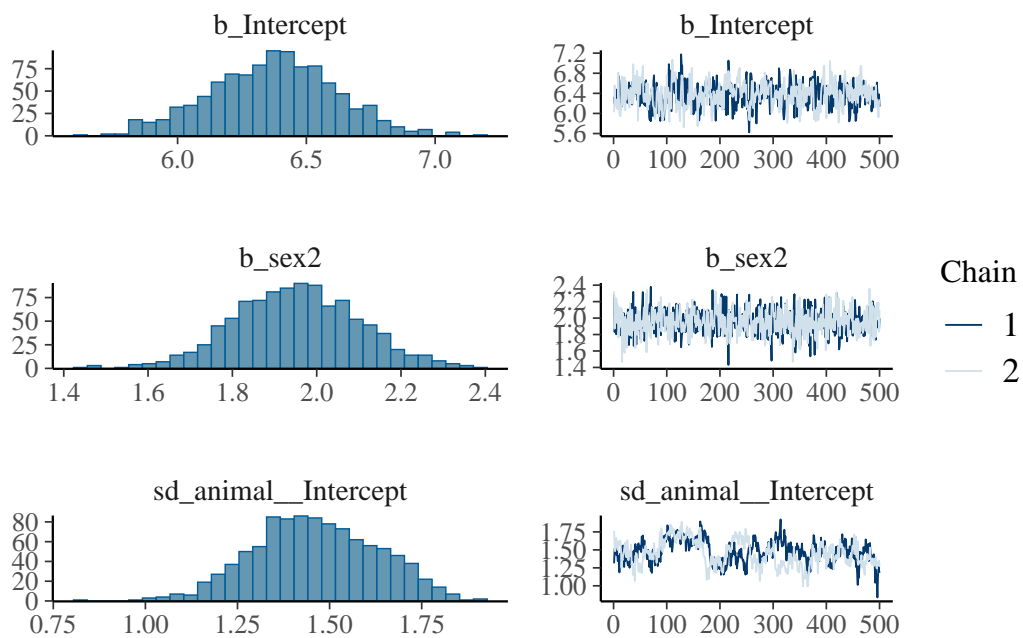 b_Intercept
75
50
25
0
6.0 6.5 7.0
b_Intercept
7.2
6.8
6.4
6.0
5.6
0 100 200 300 400 500
b_sex2
75
50
25
0
1.4 1.6 1.8 2.0 2.2 2.4
b_sex2
2.4
2.2
2.0
1.8
1.6
1.4
0 100 200 300 400 500
sd_animal__Intercept
80
60
40
20
0
0.75 1.00 1.25 1.50 1.75
sd_animal__Intercept
1.75
1.50
1.25
1.00
0 100 200 300 400 500
Chain
1
2